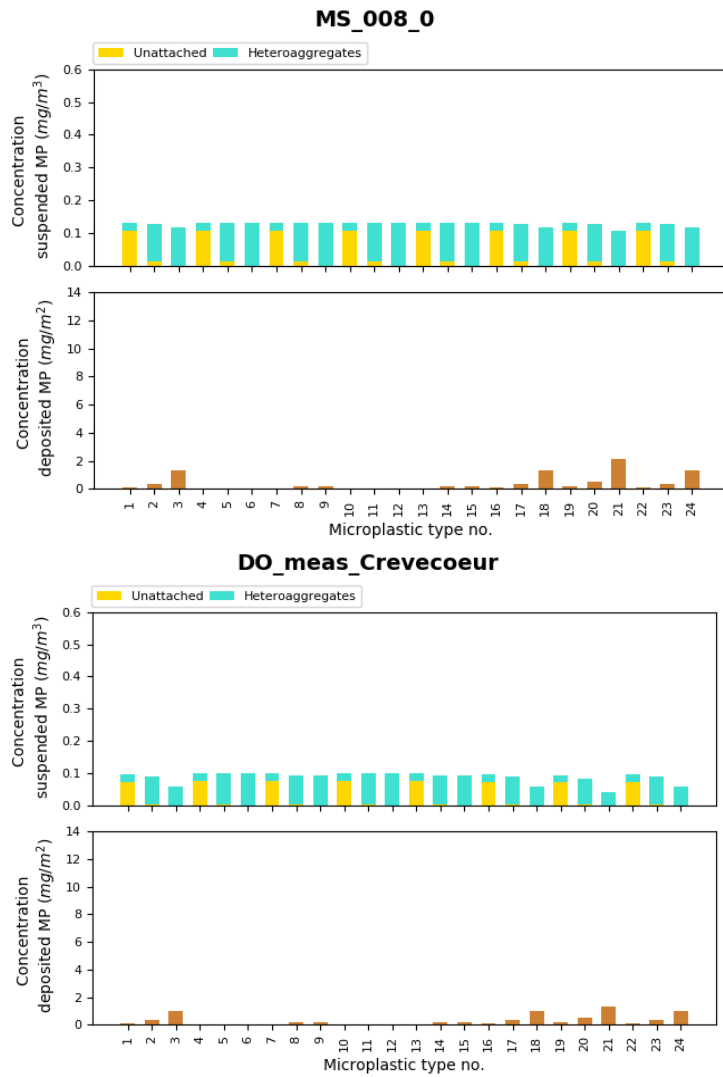 MS_008_0
Unattached Heteroaggregates
0.6
0.5
0.4
0.3
0.2
0.1
0.0
Concentration
suspended MP (mg/m³)
14
12
10
8
6
4
2
0
Concentration
deposited MP (mg/m²)
1 2 3 4 5 6 7 8 9 10 11 12 13 14 15 16 17 18 19 20 21 22 23 24
Microplastic type no.
DO_meas_Crevecoeur
Unattached Heteroaggregates
0.6
0.5
0.4
0.3
0.2
0.1
0.0
Concentration
suspended MP (mg/m³)
14
12
10
8
6
4
2
0
Concentration
deposited MP (mg/m²)
1 2 3 4 5 6 7 8 9 10 11 12 13 14 15 16 17 18 19 20 21 22 23 24
Microplastic type no.